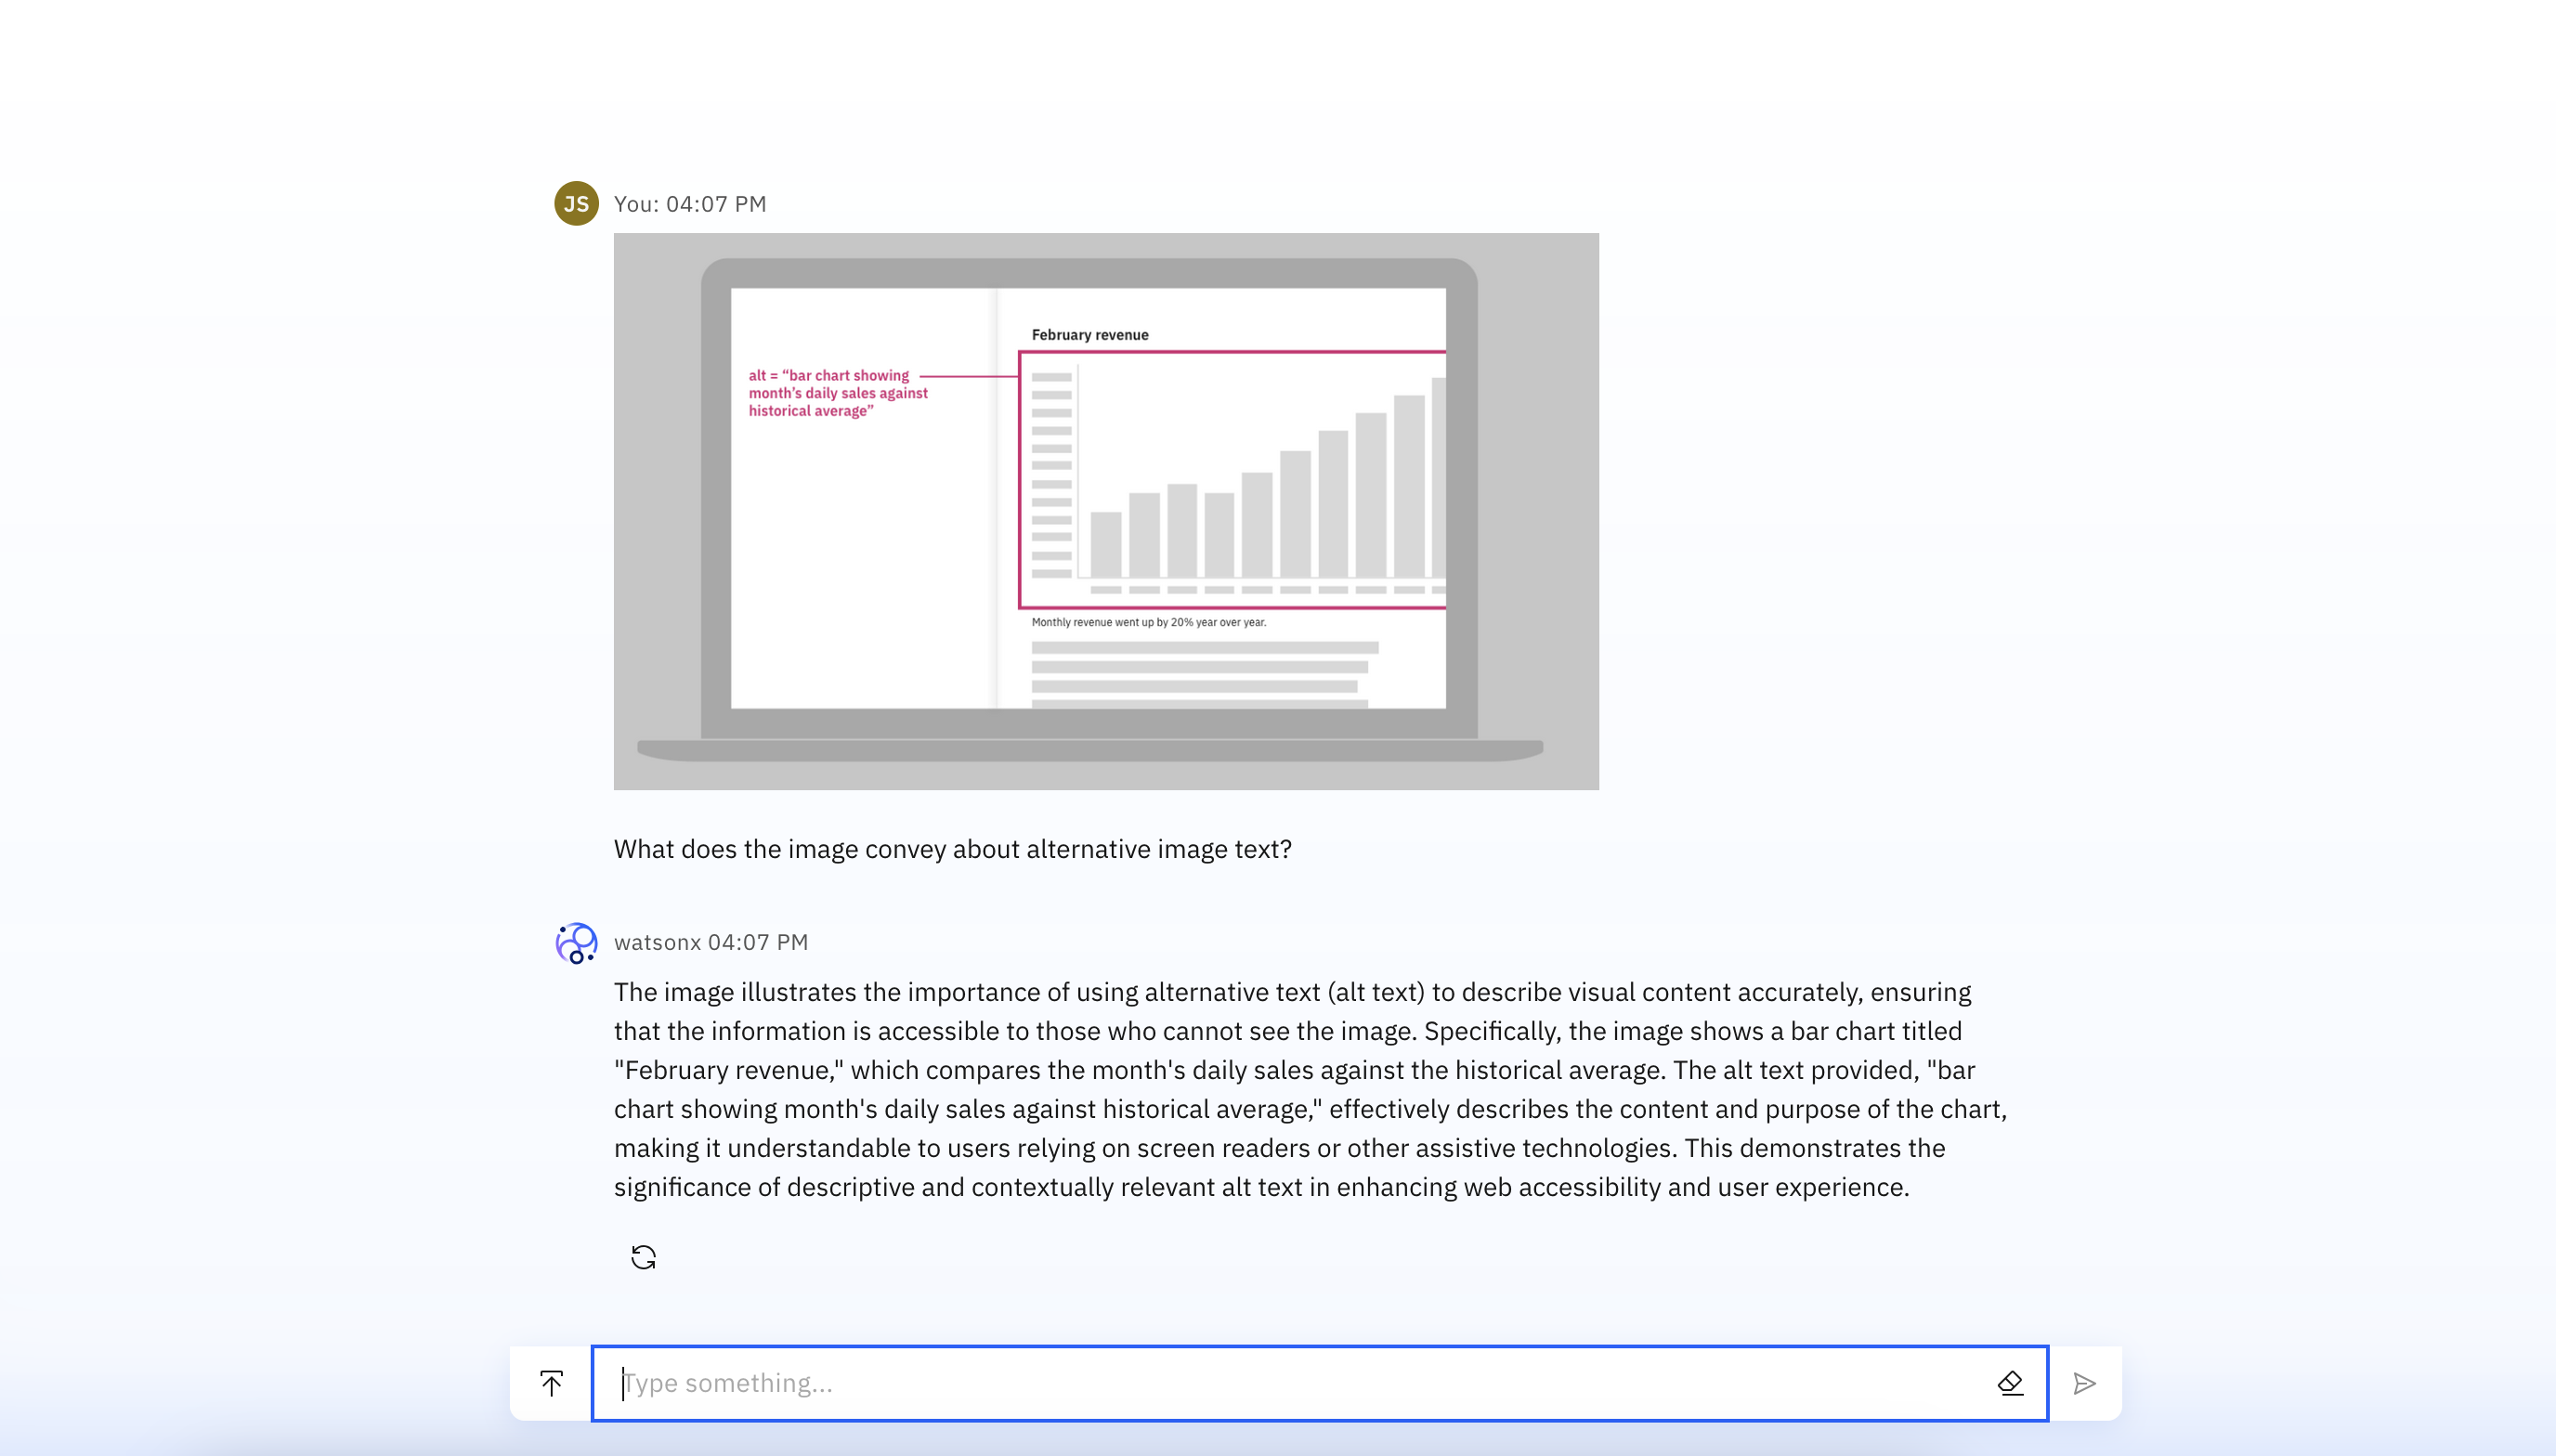 JS You: 04:07 PM
February revenue
alt = “bar chart showing
month’s daily sales against
historical average”
Monthly revenue went up by 20% year over year.
What does the image convey about alternative image text?
watsonx 04:07 PM
The image illustrates the importance of using alternative text (alt text) to describe visual content accurately, ensuring
that the information is accessible to those who cannot see the image. Specifically, the image shows a bar chart titled
"February revenue," which compares the month's daily sales against the historical average. The alt text provided, "bar
chart showing month's daily sales against historical average," effectively describes the content and purpose of the chart,
making it understandable to users relying on screen readers or other assistive technologies. This demonstrates the
significance of descriptive and contextually relevant alt text in enhancing web accessibility and user experience.
Type something...